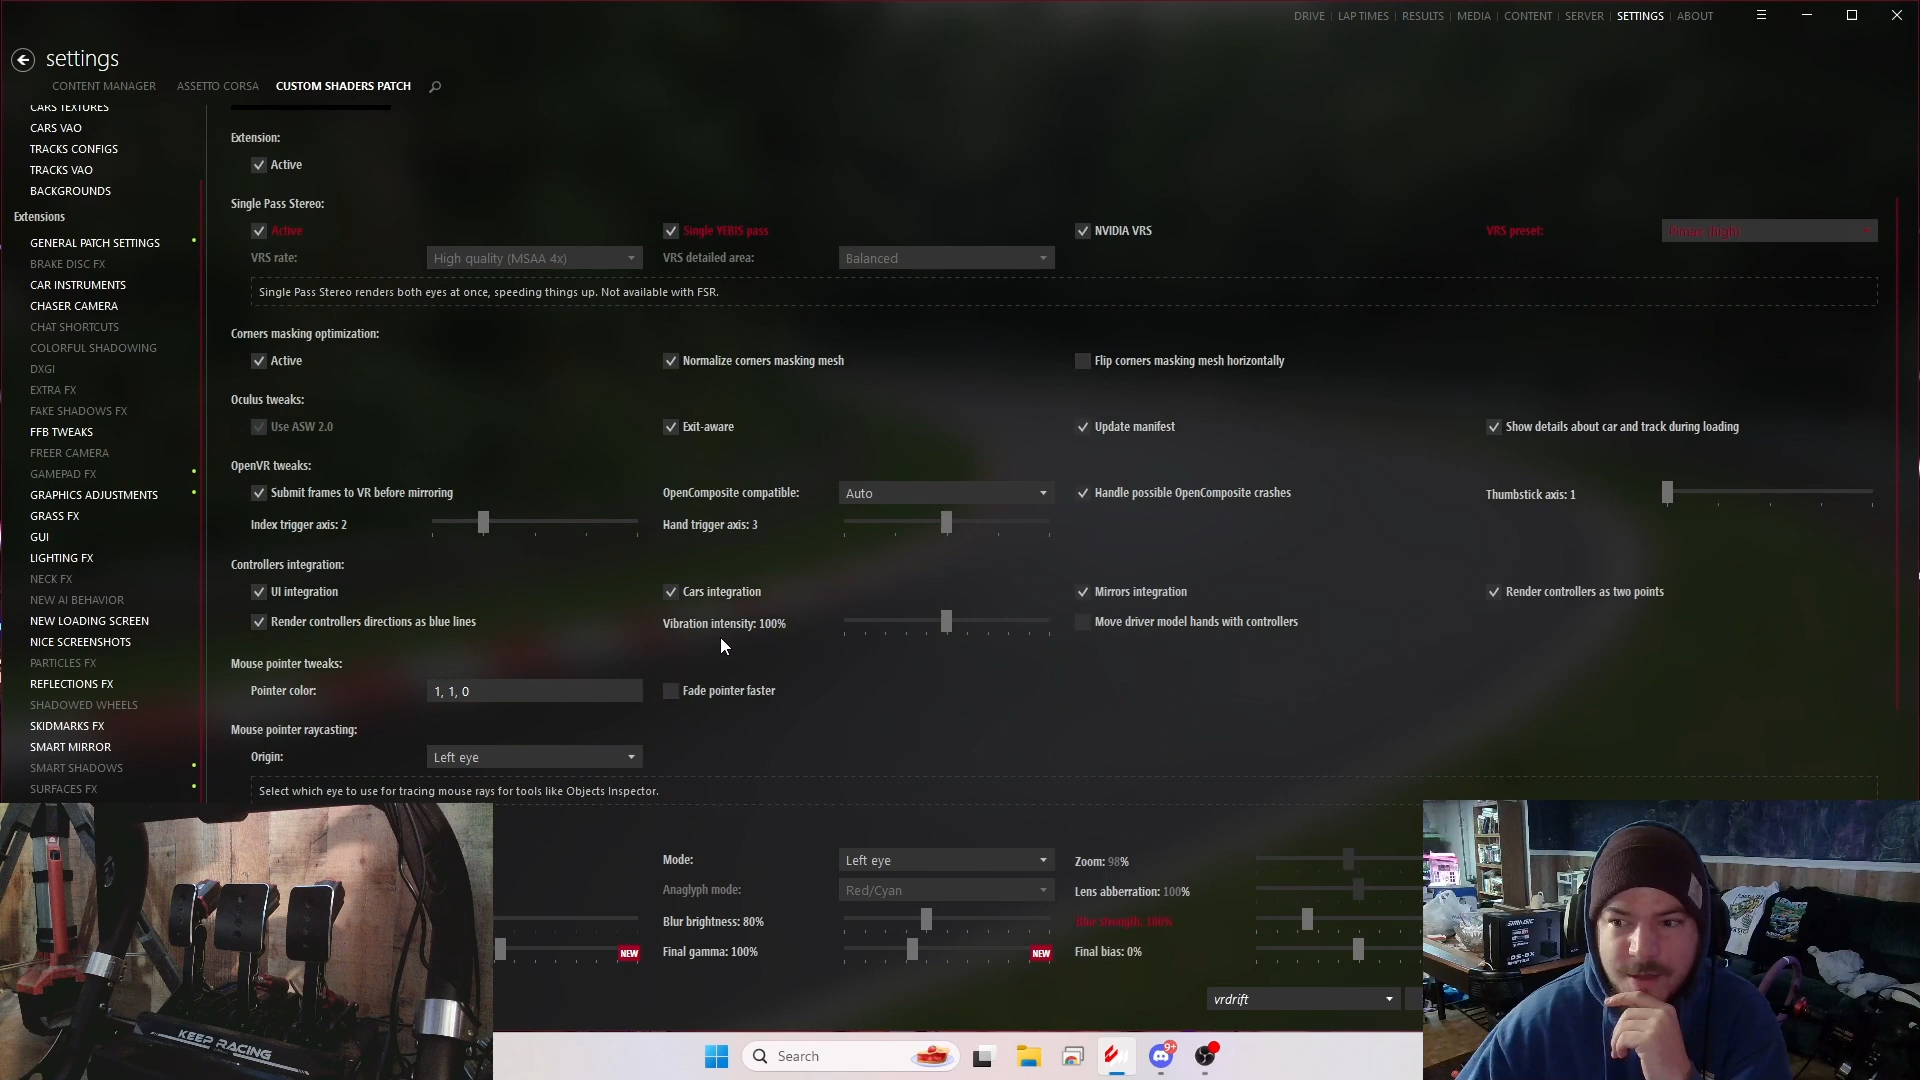 DRIVE | LAP TIMES | RESULTS | MEDIA | CONTENT | SERVER | SETTINGS | ABOUT
settings
CONTENT MANAGER ASSETTO CORSA CUSTOM SHADERS PATCH
CARS TEXTURES
CARS VAO
TRACKS CONFIGS
TRACKS VAO
BACKGROUNDS
Extensions
GENERAL PATCH SETTINGS
BRAKE DISC FX
CAR INSTRUMENTS
CHASER CAMERA
CHAT SHORTCUTS
COLORFUL SHADOWING
DXGI
EXTRA FX
FAKE SHADOWS FX
FFB TWEAKS
FREER CAMERA
GAMEPAD FX
GRAPHICS ADJUSTMENTS
GRASS FX
GUI
LIGHTING FX
NECK FX
NEW AI BEHAVIOR
NEW LOADING SCREEN
NICE SCREENSHOTS
PARTICLES FX
REFLECTIONS FX
SHADOWED WHEELS
SKIDMARKS FX
SMART MIRROR
SMART SHADOWS
SURFACES FX
Extension:
Active
Single Pass Stereo:
Active Single YEBIS pass NVIDIA VRS VRS preset: Pimax (high)
VRS rate: High quality (MSAA 4x) VRS detailed area: Balanced
Single Pass Stereo renders both eyes at once, speeding things up. Not available with FSR.
Corners masking optimization:
Active Normalize corners masking mesh Flip corners masking mesh horizontally
Oculus tweaks:
Use ASW 2.0 Exit-aware Update manifest Show details about car and track during loading
OpenVR tweaks:
Submit frames to VR before mirroring OpenComposite compatible: Auto Handle possible OpenComposite crashes Thumbstick axis: 1
Index trigger axis: 2 Hand trigger axis: 3
Controllers integration:
UI integration Cars integration Mirrors integration Render controllers as two points
Render controllers directions as blue lines Vibration intensity: 100% Move driver model hands with controllers
Mouse pointer tweaks:
Pointer color: 1, 1, 0 Fade pointer faster
Mouse pointer raycasting:
Origin: Left eye
Select which eye to use for tracing mouse rays for tools like Objects Inspector.
Mode: Left eye Zoom: 98%
Anaglyph mode: Red/Cyan Lens abberration: 100%
Blur brightness: 80% Blur strength: 100%
NEW Final gamma: 100% NEW Final bias: 0%
vrdrift
KEEP RACING
Search
9+